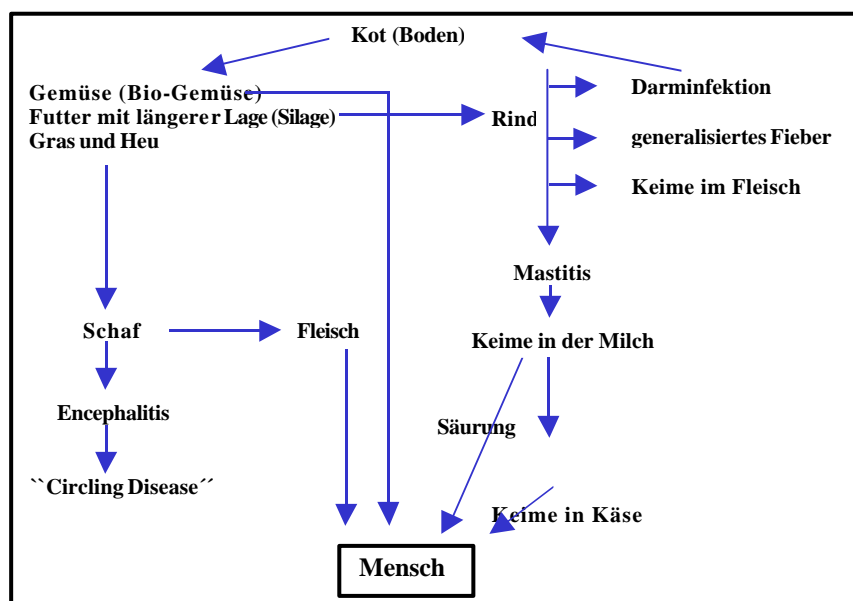 Kot (Boden)
Gemüse (Bio-Gemüse)
Futter mit längerer Lage (Silage)
Gras und Heu
Rind
Darminfektion
generalisiertes Fieber
Keime im Fleisch
Mastitis
Schaf
Fleisch
Keime in der Milch
Encephalitis
Säurung
``Circling Disease´´
Keime in Käse
Mensch